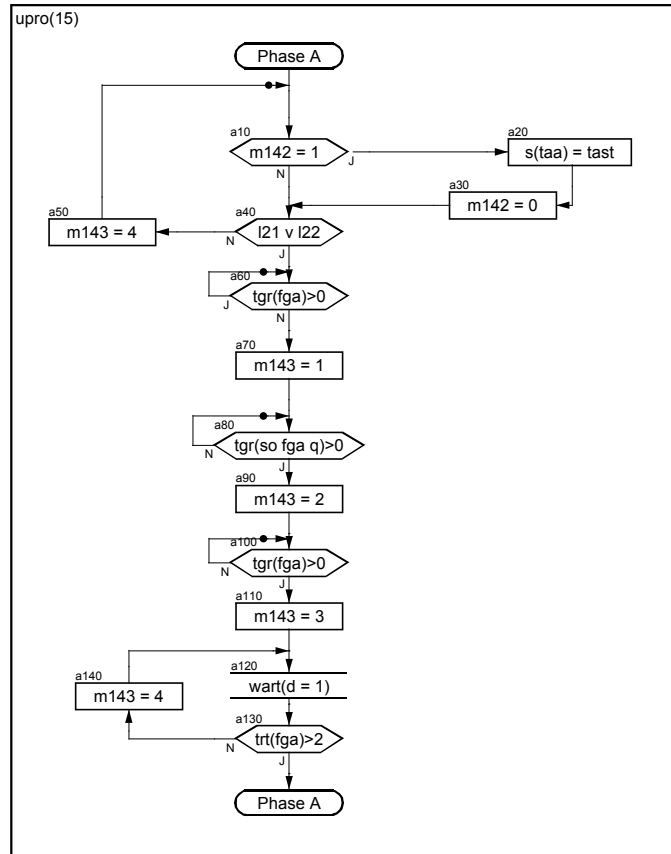 upro(15)
Phase A
a10
m142 = 1
J
N
a20
s(taa) = tast
a30
m142 = 0
a50
m143 = 4
a40
l21 v l22
N
J
a60
tgr(fga)>0
J
N
a70
m143 = 1
a80
tgr(so fga q)>0
N
J
a90
m143 = 2
a100
tgr(fga)>0
N
J
a110
m143 = 3
a140
m143 = 4
a120
wart(d = 1)
a130
trt(fga)>2
N
J
Phase A